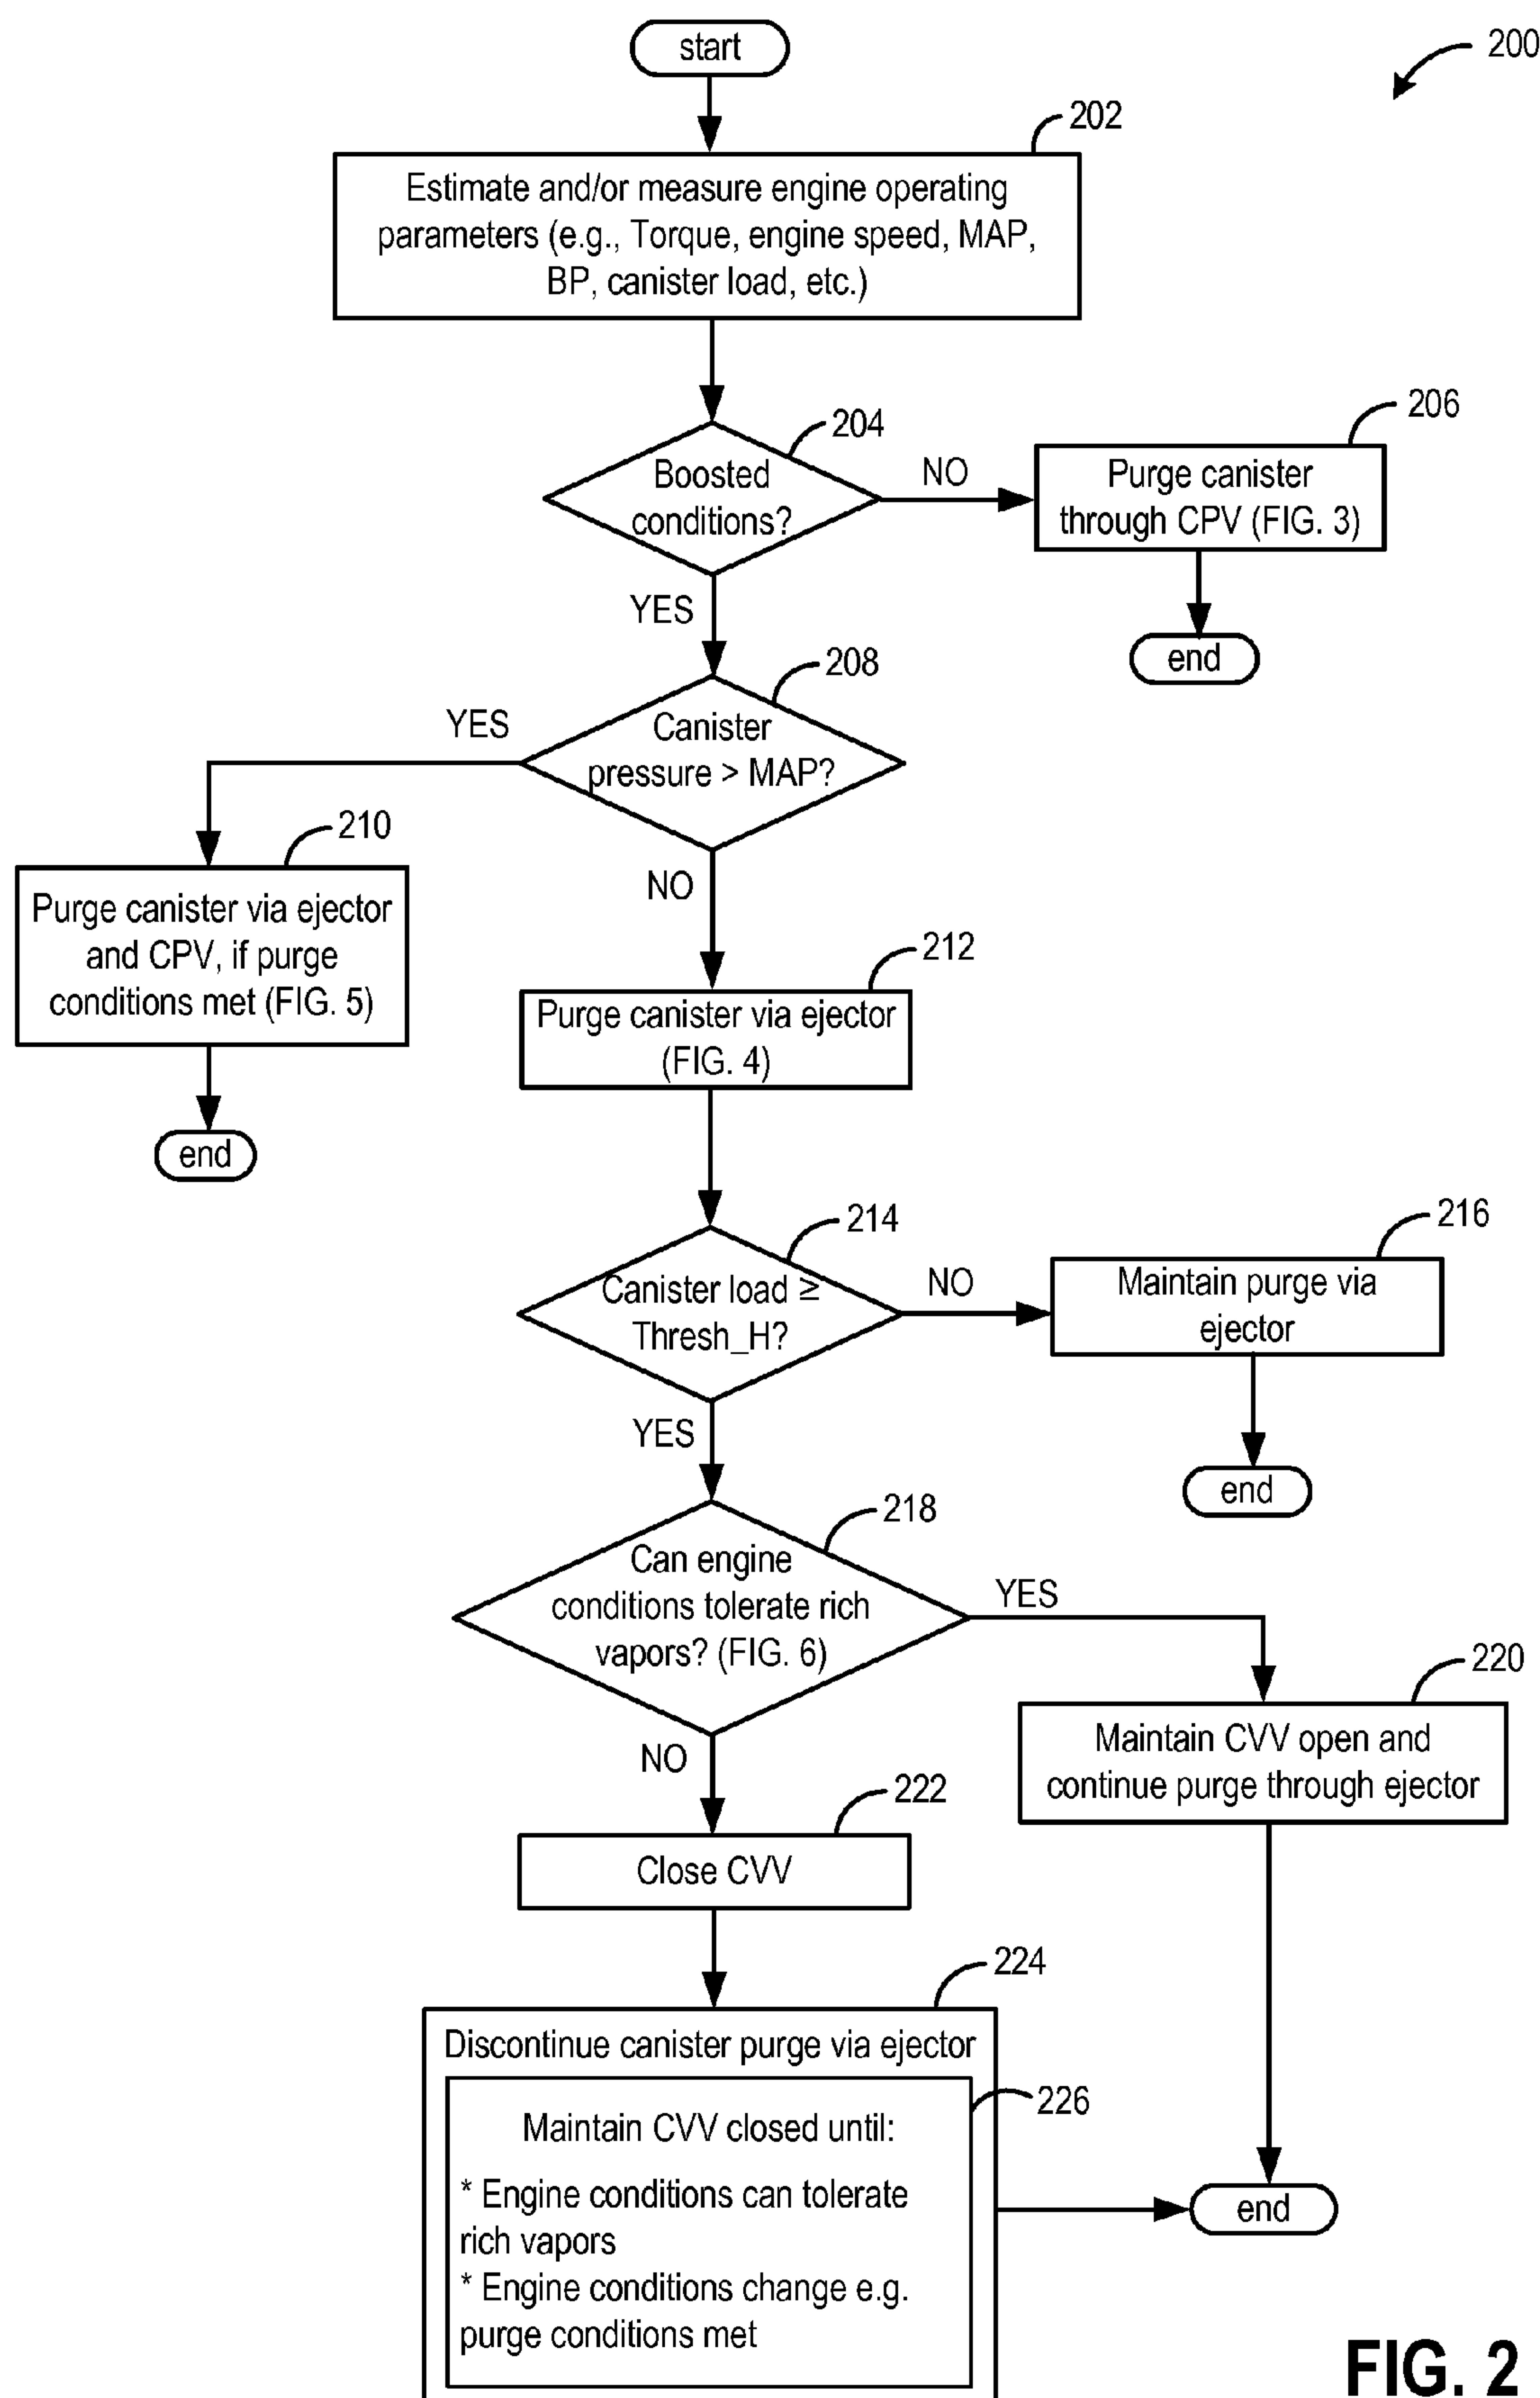 start
200
202
Estimate and/or measure engine operating
parameters (e.g., Torque, engine speed, MAP,
BP, canister load, etc.)
204
Boosted
conditions?
NO
206
Purge canister
through CPV (FIG. 3)
end
YES
208
Canister
pressure > MAP?
YES
210
Purge canister via ejector
and CPV, if purge
conditions met (FIG. 5)
end
NO
212
Purge canister via ejector
(FIG. 4)
214
Canister load ≥
Thresh_H?
NO
216
Maintain purge via
ejector
end
YES
218
Can engine
conditions tolerate rich
vapors? (FIG. 6)
YES
220
Maintain CVV open and
continue purge through ejector
NO
222
Close CVV
224
Discontinue canister purge via ejector
226
Maintain CVV closed until:
* Engine conditions can tolerate
rich vapors
* Engine conditions change e.g.
purge conditions met
end
FIG. 2